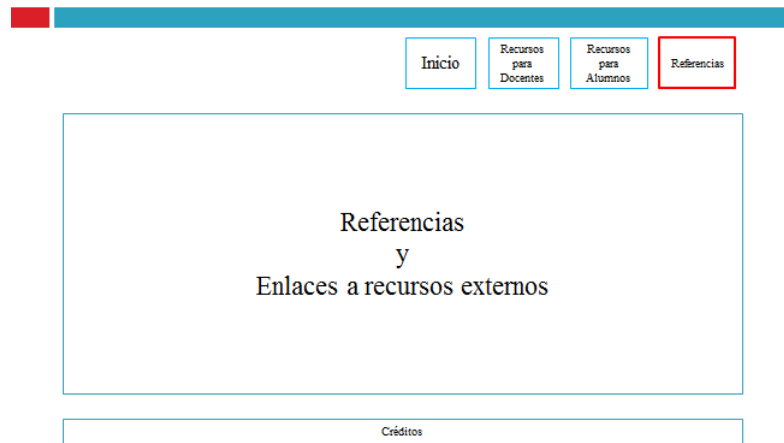 Inicio
Recursos
para
Docentes
Recursos
para
Alumnos
Referencias
Referencias
y
Enlaces a recursos externos
Créditos